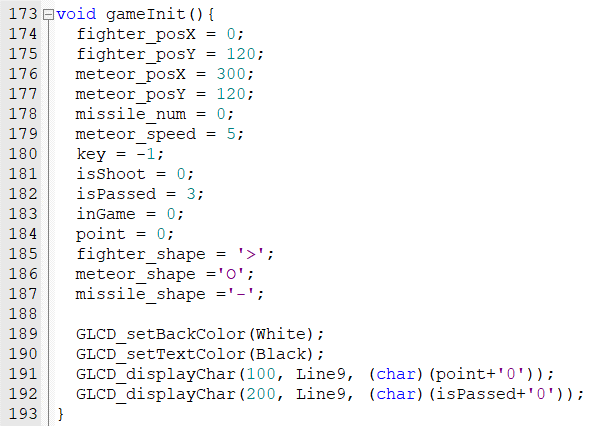 173 void gameInit(){
174 fighter_posX = 0;
175 fighter_posY = 120;
176 meteor_posX = 300;
177 meteor_posY = 120;
178 missile_num = 0;
179 meteor_speed = 5;
180 key = -1;
181 isShoot = 0;
182 isPassed = 3;
183 inGame = 0;
184 point = 0;
185 fighter_shape = '>';
186 meteor_shape ='O';
187 missile_shape ='-';
188
189 GLCD_setBackColor(White);
190 GLCD_setTextColor(Black);
191 GLCD_displayChar(100, Line9, (char)(point+'0'));
192 GLCD_displayChar(200, Line9, (char)(isPassed+'0'));
193 }